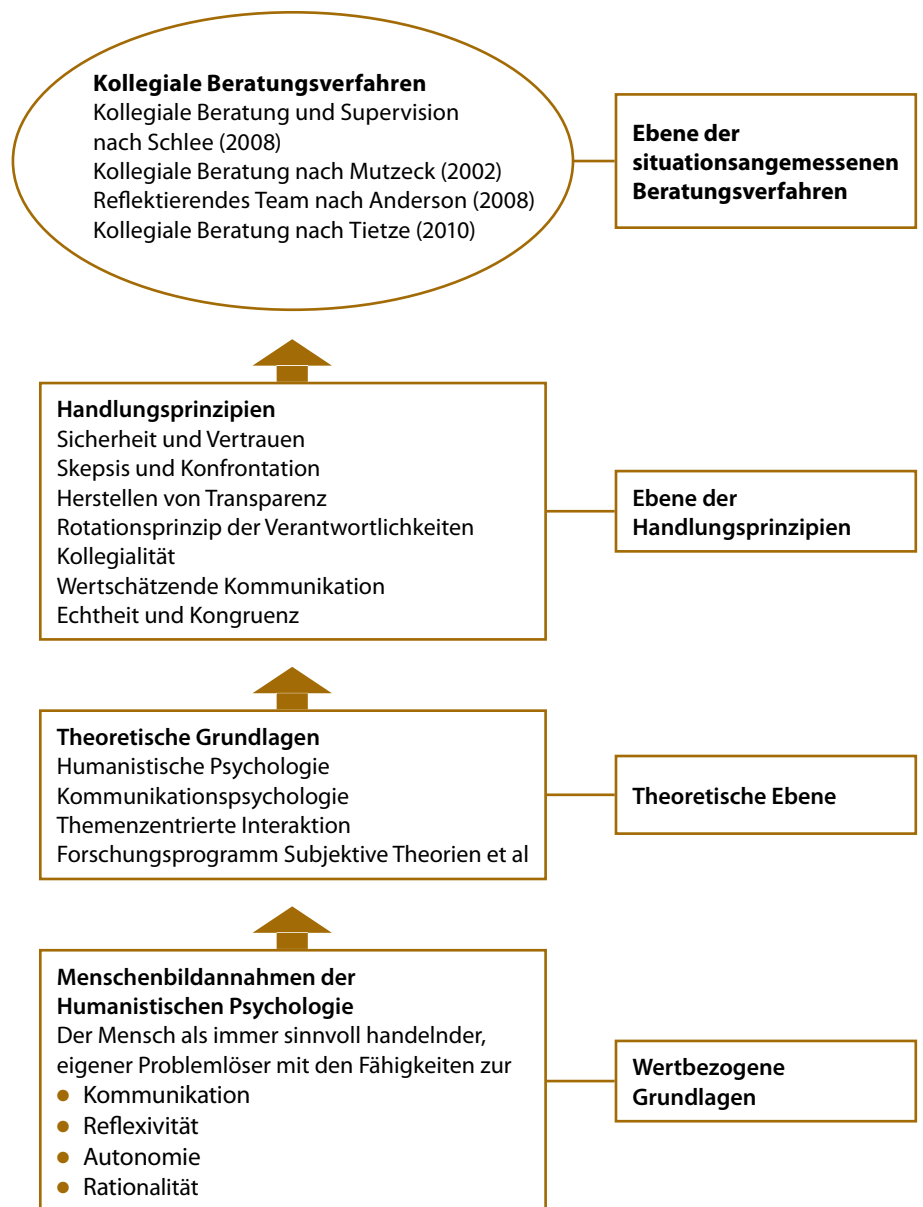 Kollegiale Beratungsverfahren
Kollegiale Beratung und Supervision
nach Schlee (2008)
Kollegiale Beratung nach Mutzeck (2002)
Reflektierendes Team nach Anderson (2008)
Kollegiale Beratung nach Tietze (2010)
Ebene der
situationsangemessenen
Beratungsverfahren
Handlungsprinzipien
Sicherheit und Vertrauen
Skepsis und Konfrontation
Herstellen von Transparenz
Rotationsprinzip der Verantwortlichkeiten
Kollegialität
Wertschätzende Kommunikation
Echtheit und Kongruenz
Ebene der
Handlungsprinzipien
Theoretische Grundlagen
Humanistische Psychologie
Kommunikationspsychologie
Themenzentrierte Interaktion
Forschungsprogramm Subjektive Theorien et al
Theoretische Ebene
Menschenbildannahmen der
Humanistischen Psychologie
Der Mensch als immer sinnvoll handelnder,
eigener Problemlöser mit den Fähigkeiten zur
● Kommunikation
● Reflexivität
● Autonomie
● Rationalität
Wertbezogene
Grundlagen